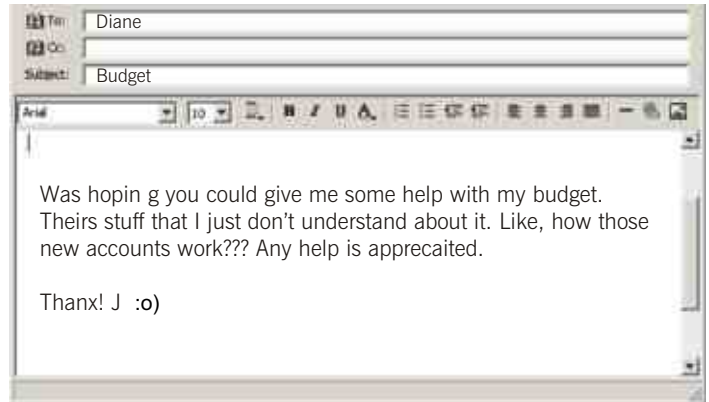 To: Diane
Cc:
Subject: Budget
Arial 10 B I U A
Was hopin g you could give me some help with my budget.
Theirs stuff that I just don't understand about it. Like, how those
new accounts work??? Any help is apprecaited.
Thanx! J :o)